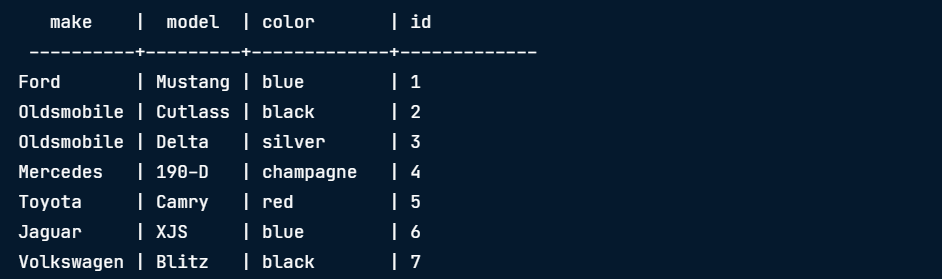 make    |  model  | color       | id
 ----------+---------+-------------+-------------
Ford       | Mustang | blue        | 1
Oldsmobile | Cutlass | black       | 2
Oldsmobile | Delta   | silver      | 3
Mercedes   | 190-D   | champagne   | 4
Toyota     | Camry   | red         | 5
Jaguar     | XJS     | blue        | 6
Volkswagen | Blitz   | black       | 7